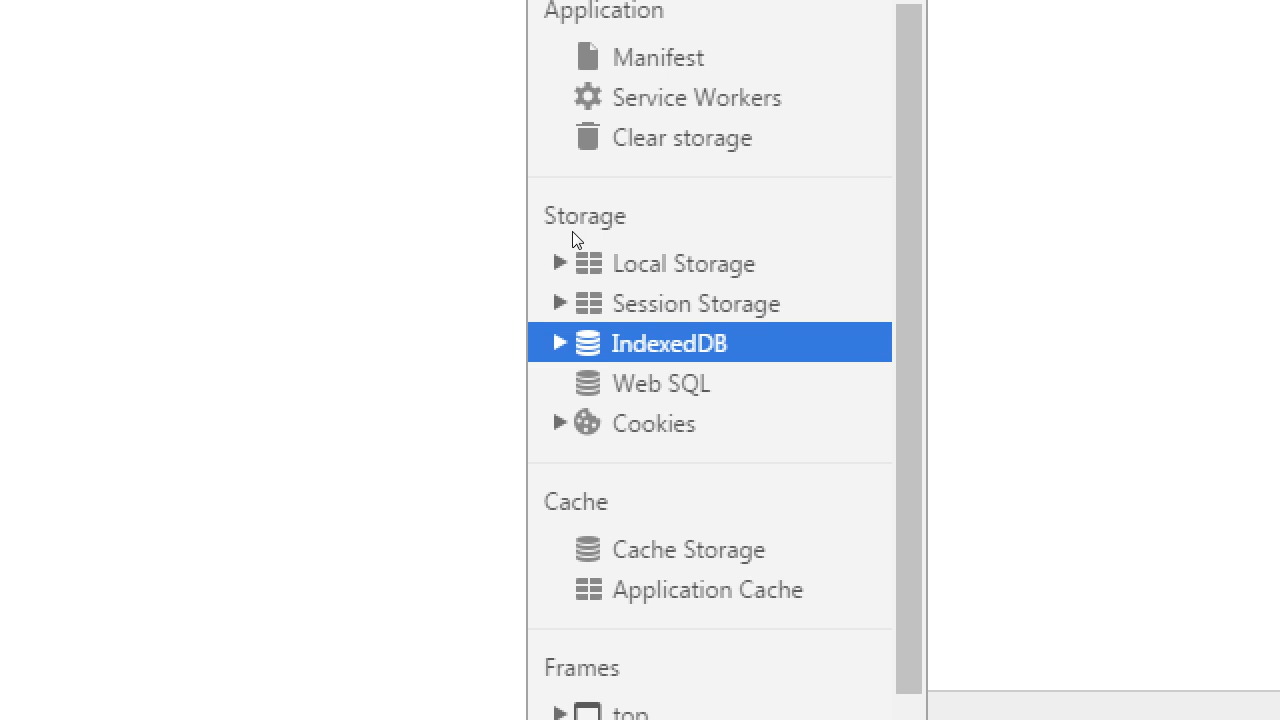 Application
Manifest
Service Workers
Clear storage
Storage
Local Storage
Session Storage
IndexedDB
Web SQL
Cookies
Cache
Cache Storage
Application Cache
Frames
top